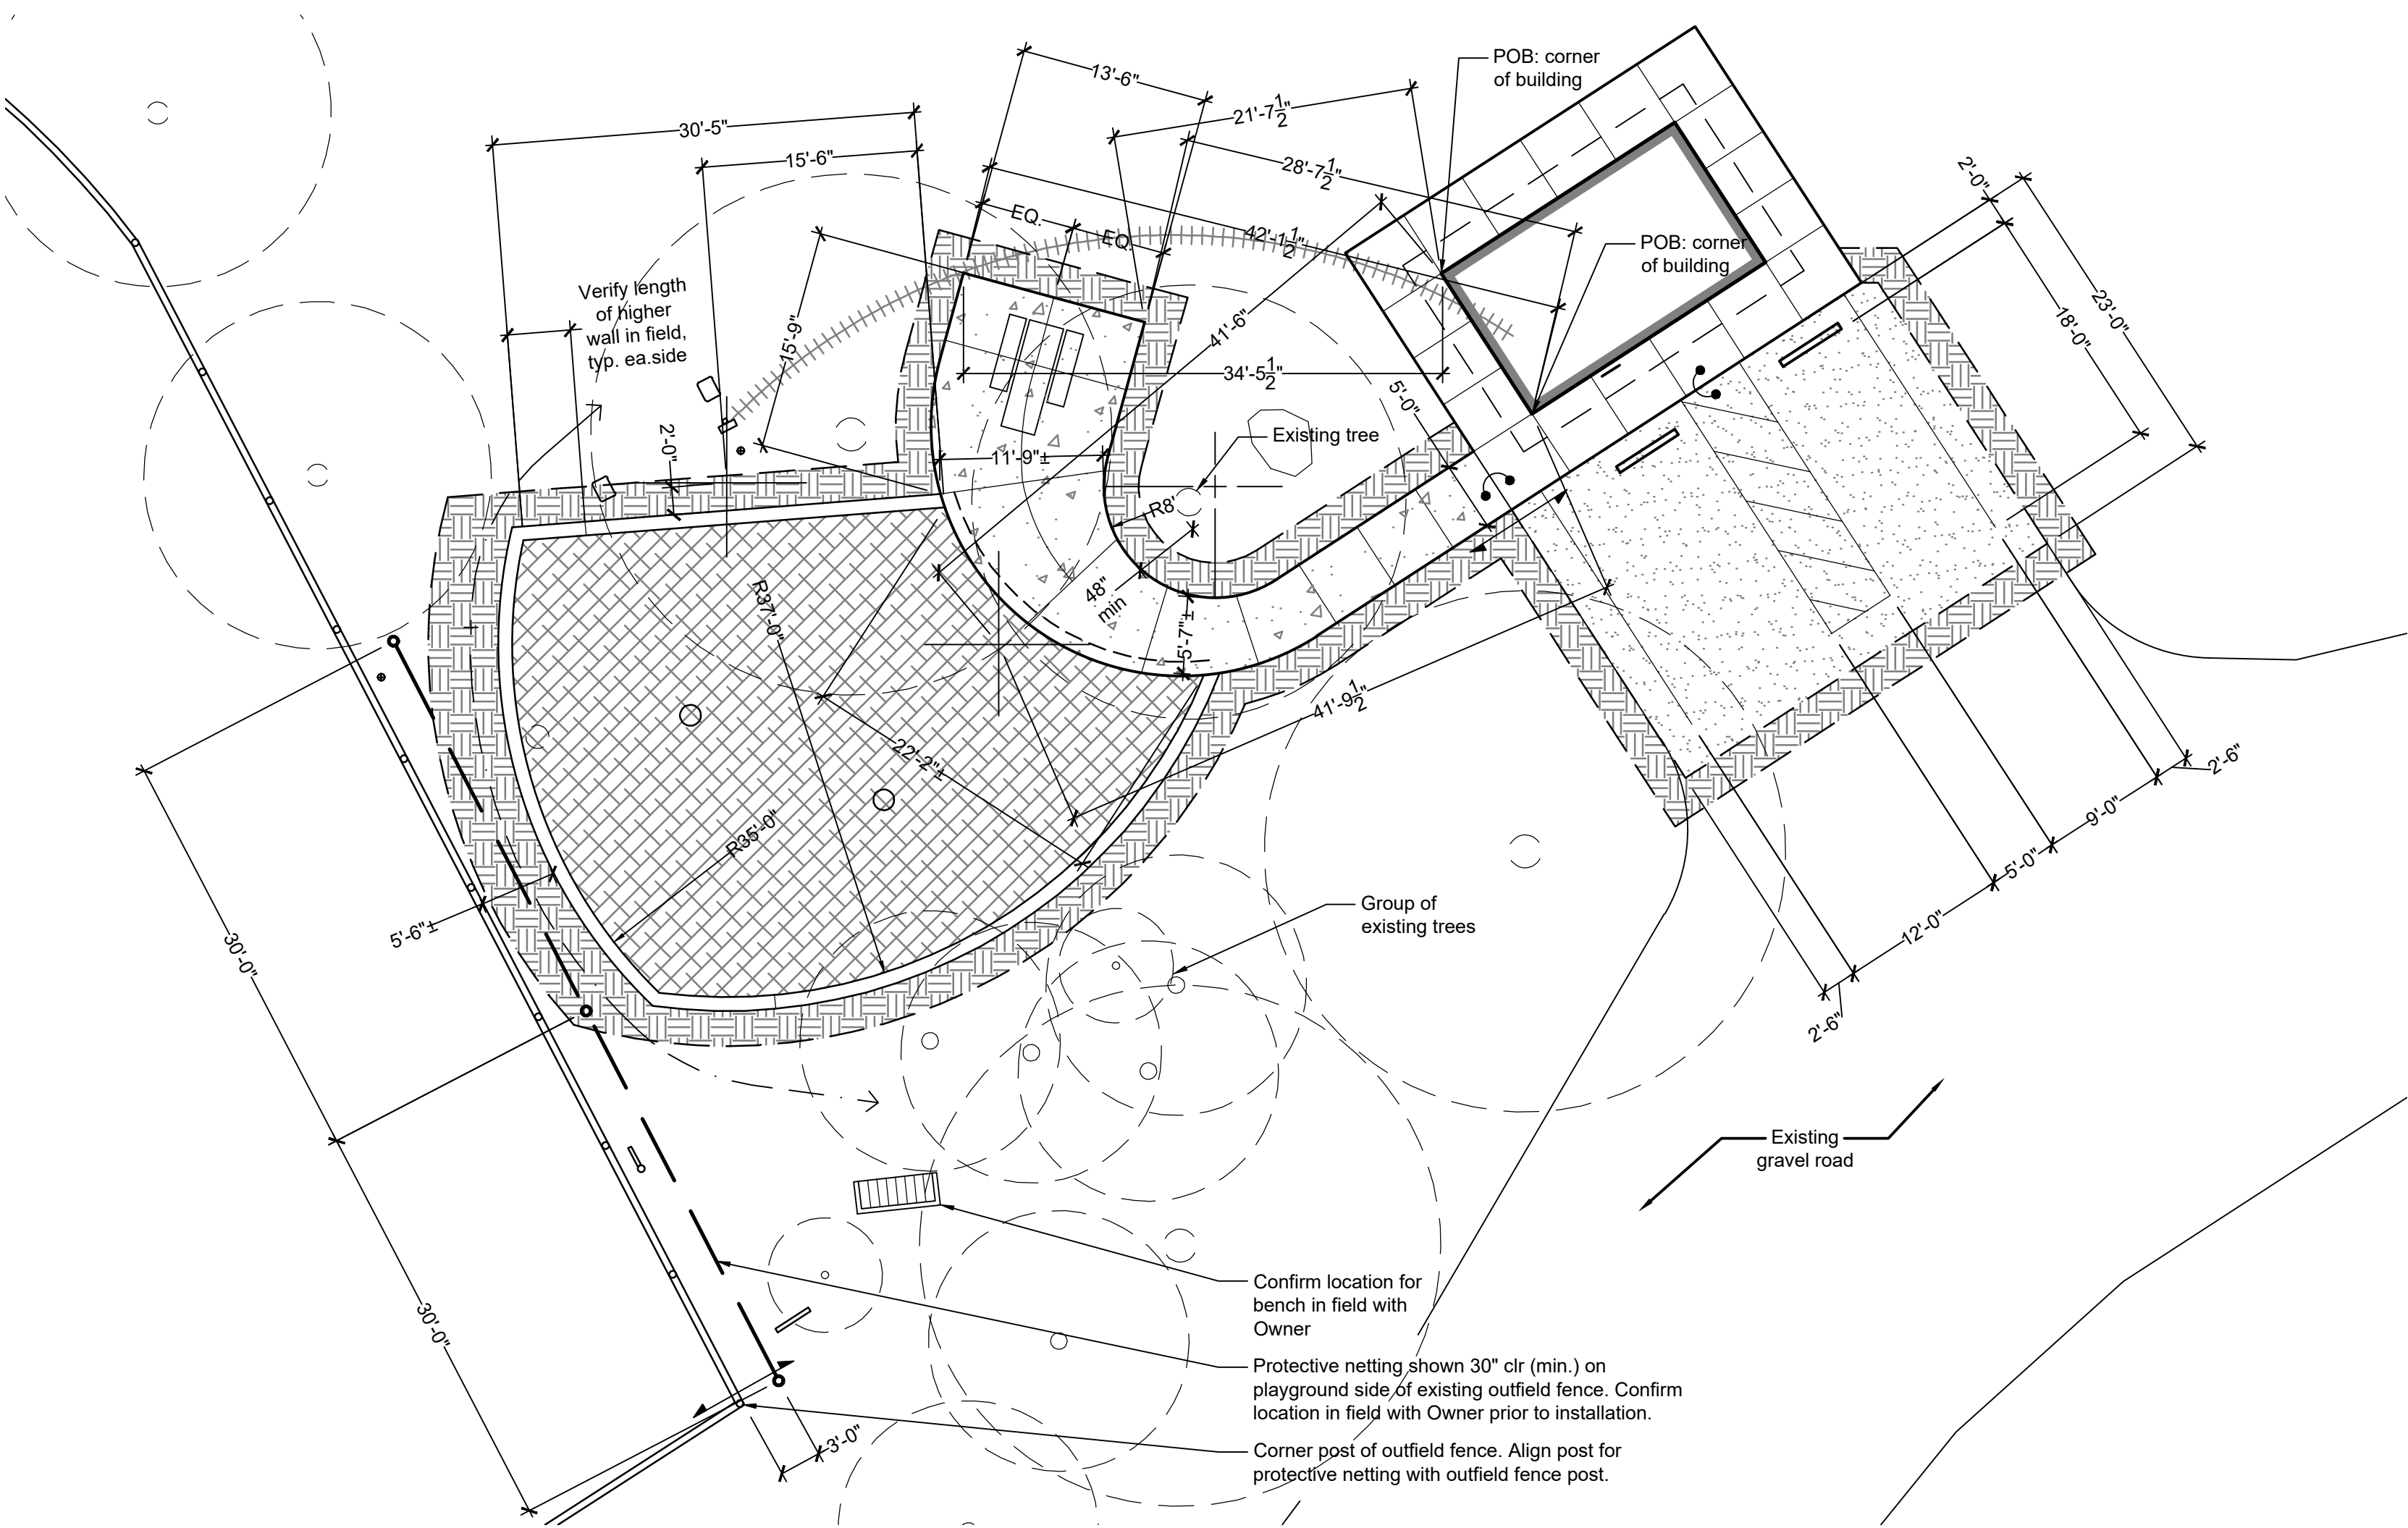 POB: corner
of building
13'-6"
21'-7 1/2"
30'-5"
15'-6"
28'-7 1/2"
2'-0"
EQ.
EQ.
42'-1 1/2"
POB: corner
of building
Verify length
of higher
wall in field,
typ. ea.side
15'-9"
41'-6"
23'-0"
18'-0"
34'-5 1/2"
5'-0"
2'-0"
11'-9"±
Existing tree
R8'
48"
min
R37'-0"
5'-7"±
41'-9 1/2"
22'-2"±
2'-6"
R35'-0"
9'-0"
5'-0"
12'-0"
2'-6"
5'-6"±
30'-0"
Group of
existing trees
Existing
gravel road
30'-0"
Confirm location for
bench in field with
Owner
Protective netting shown 30" clr (min.) on
playground side of existing outfield fence. Confirm
location in field with Owner prior to installation.
3'-0"
Corner post of outfield fence. Align post for
protective netting with outfield fence post.